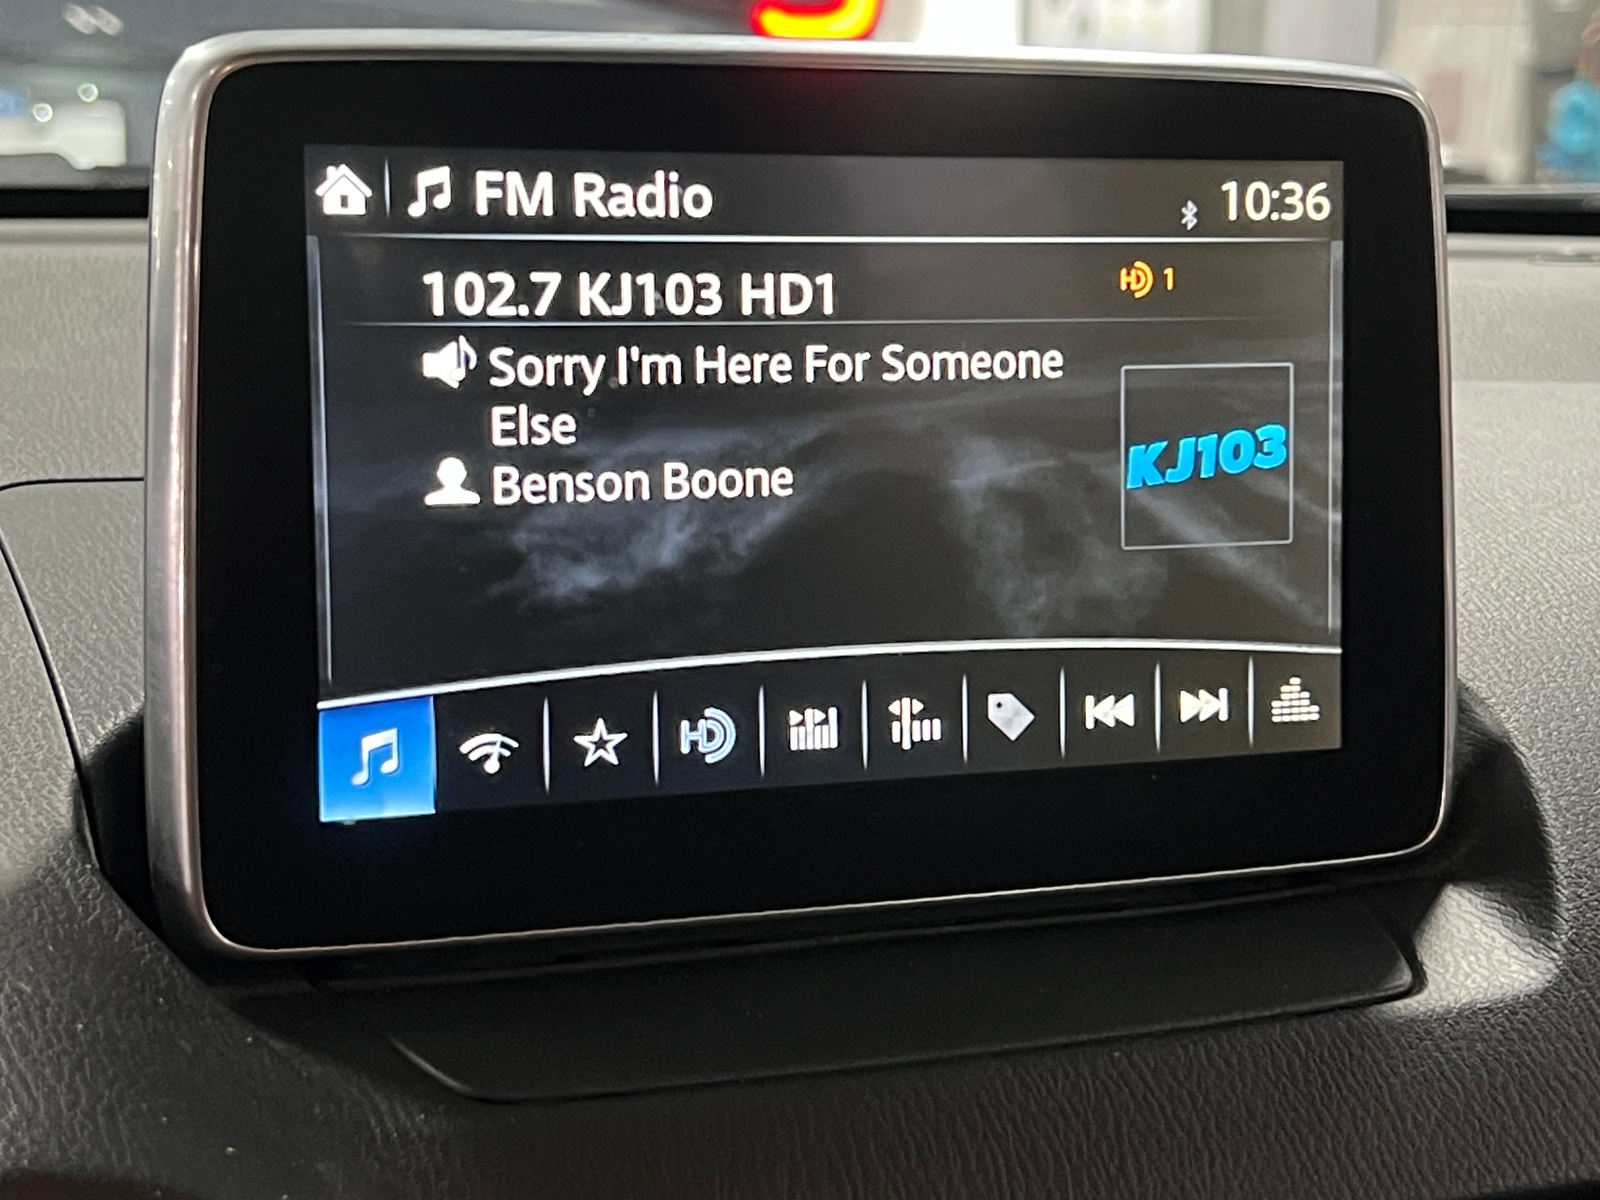 FM Radio
10:36
102.7 KJ103 HD1
HD 1
Sorry I'm Here For Someone
Else
Benson Boone
KJ103
HD